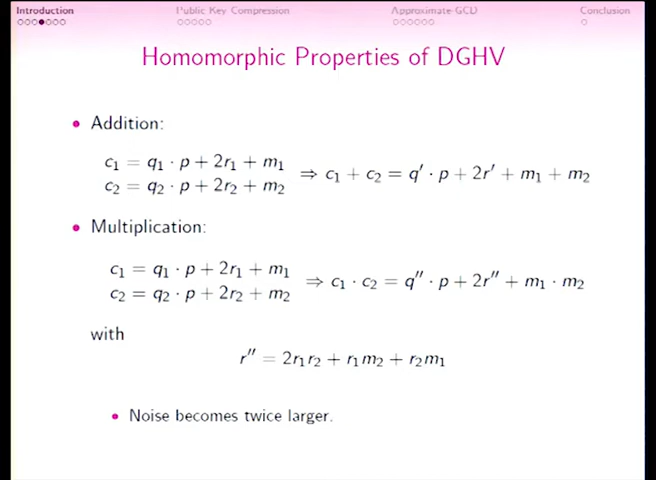 Introduction Public Key Compression Approximate-GCD Conclusion
Homomorphic Properties of DGHV
Addition:
c₁ = q₁ · p + 2r₁ + m₁
c₂ = q₂ · p + 2r₂ + m₂
⇒ c₁ + c₂ = q′ · p + 2r′ + m₁ + m₂
Multiplication:
c₁ = q₁ · p + 2r₁ + m₁
c₂ = q₂ · p + 2r₂ + m₂
⇒ c₁ · c₂ = q″ · p + 2r″ + m₁ · m₂
with
r″ = 2r₁r₂ + r₁m₂ + r₂m₁
Noise becomes twice larger.